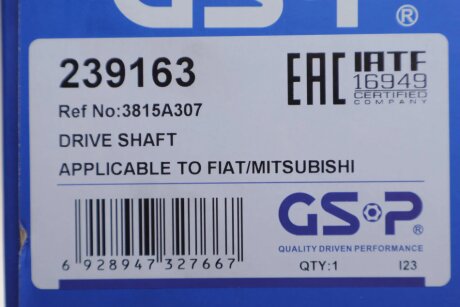 GSP®
239163
EAC IATF
16949
CERTIFIED
COMPANY
Ref No:3815A307
DRIVE SHAFT
APPLICABLE TO FIAT/MITSUBISHI
GSP®
QUALITY DRIVEN PERFORMANCE
6 928947 327667
QTY:1 I23